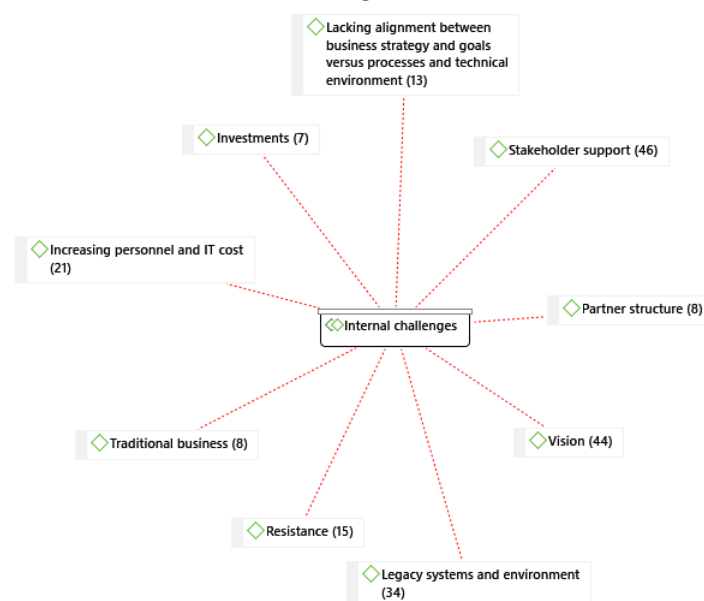 Lacking alignment between
business strategy and goals
versus processes and technical
environment (13)
Investments (7)
Stakeholder support (46)
Increasing personnel and IT cost
(21)
Partner structure (8)
Internal challenges
Traditional business (8)
Vision (44)
Resistance (15)
Legacy systems and environment
(34)